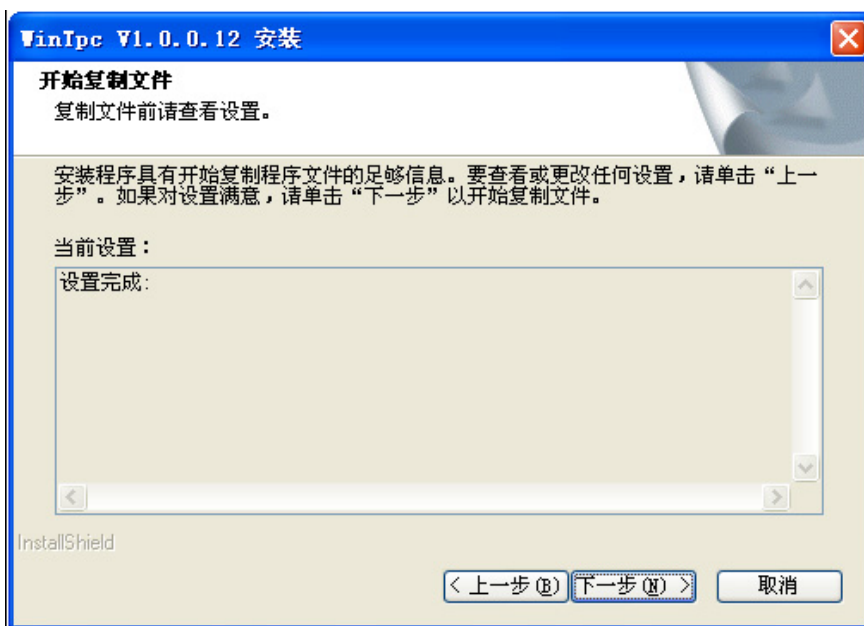 WinIpc V1.0.0.12 安装
开始复制文件
复制文件前请查看设置。
安装程序具有开始复制程序文件的足够信息。要查看或更改任何设置，请单击“上一
步”。如果对设置满意，请单击“下一步”以开始复制文件。
当前设置：
设置完成:
InstallShield
< 上一步(B)
下一步(N) >
取消